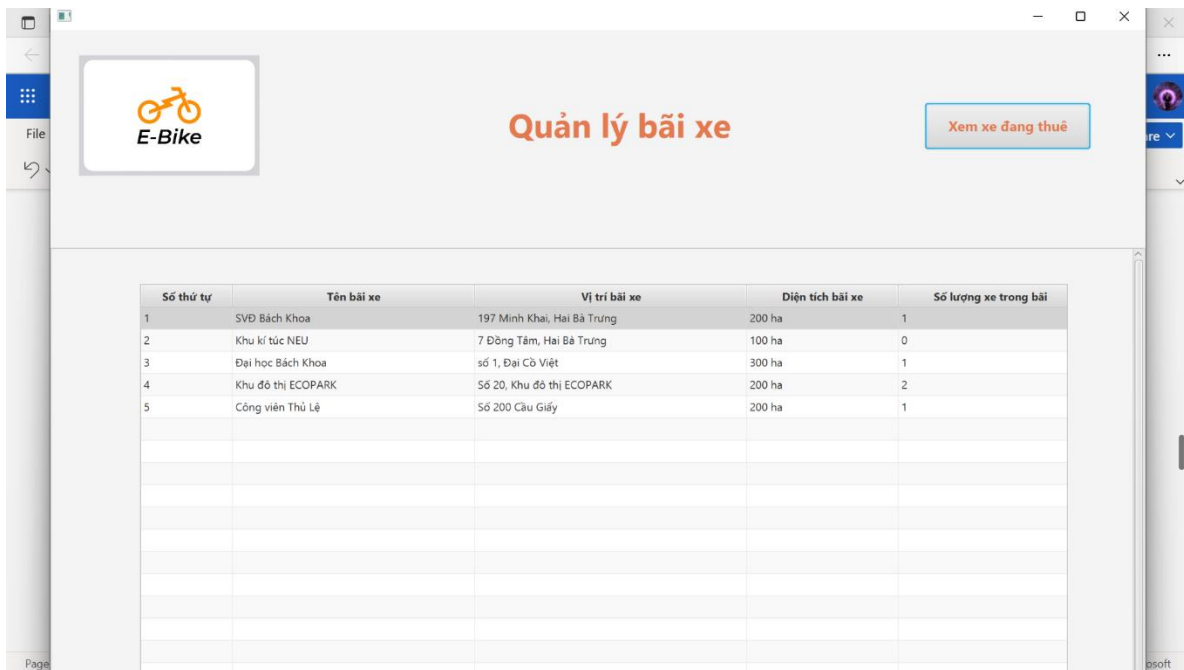 File
Page
E-Bike
Quản lý bãi xe
Xem xe đang thuê
Số thứ tự Tên bãi xe Vị trí bãi xe Diện tích bãi xe Số lượng xe trong bãi
1 SVĐ Bách Khoa 197 Minh Khai, Hai Bà Trưng 200 ha 1
2 Khu kí túc NEU 7 Đồng Tâm, Hai Bà Trưng 100 ha 0
3 Đại học Bách Khoa số 1, Đại Cồ Việt 300 ha 1
4 Khu đô thị ECOPARK Số 20, Khu đô thị ECOPARK 200 ha 2
5 Công viên Thủ Lệ Số 200 Cầu Giấy 200 ha 1